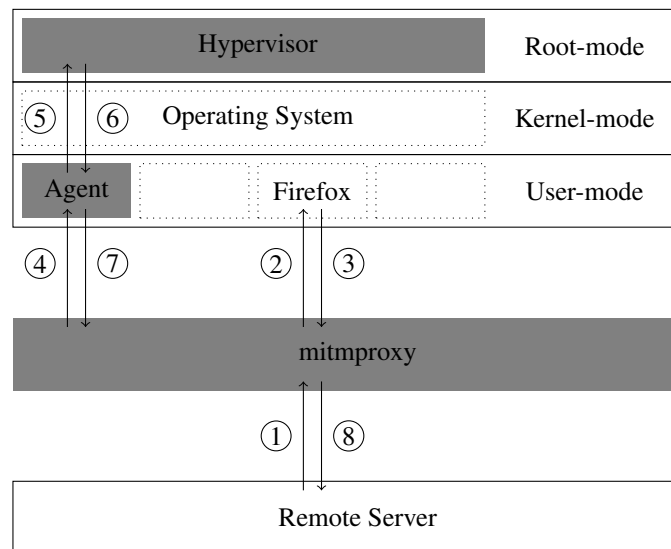 Hypervisor
Root-mode
5
6
Operating System
Kernel-mode
Agent
Firefox
User-mode
4
7
2
3
mitmproxy
1
8
Remote Server